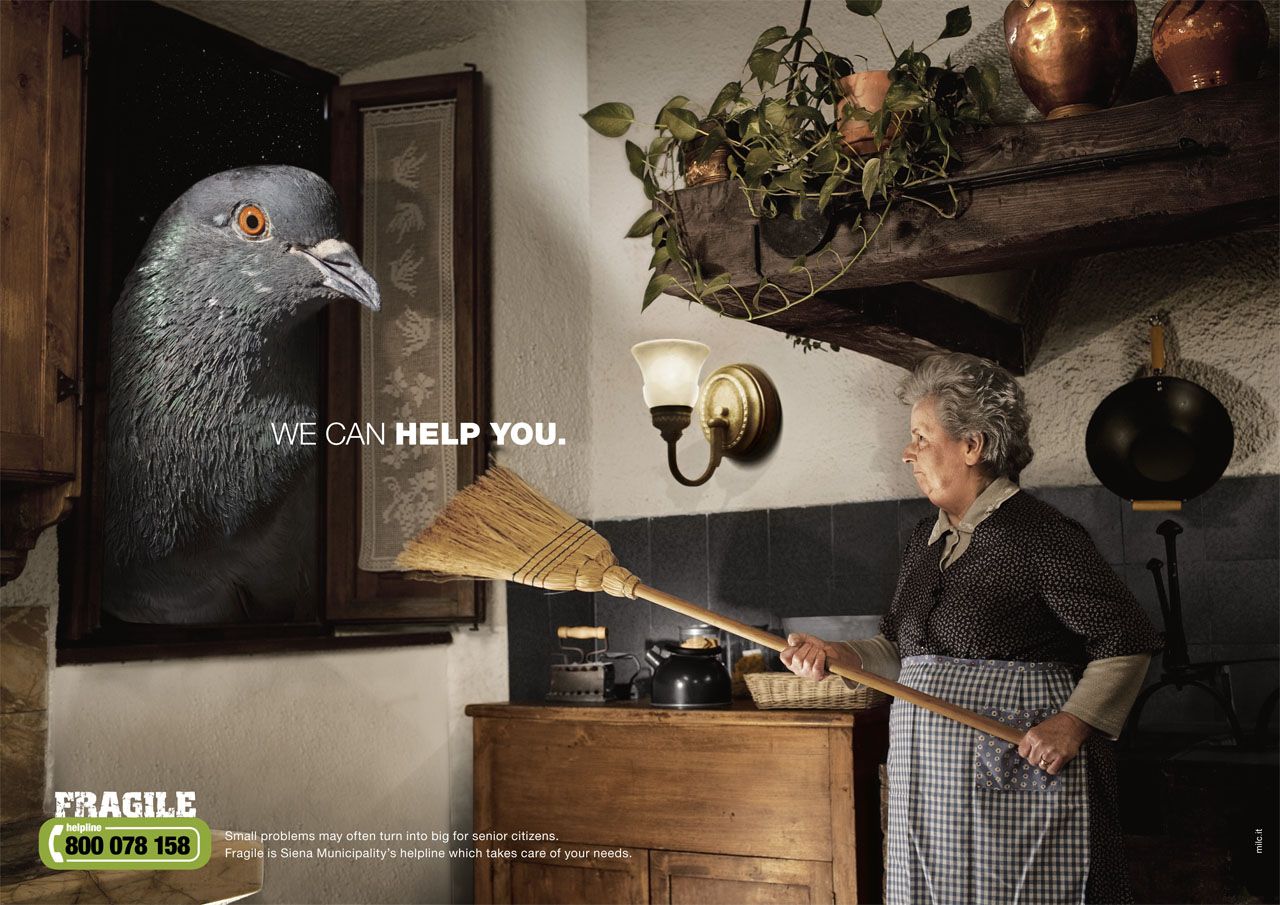 WE CAN HELP YOU.
FRAGILE
helpline
800 078 158
Small problems may often turn into big for senior citizens.
Fragile is Siena Municipality's helpline which takes care of your needs.
milc.it